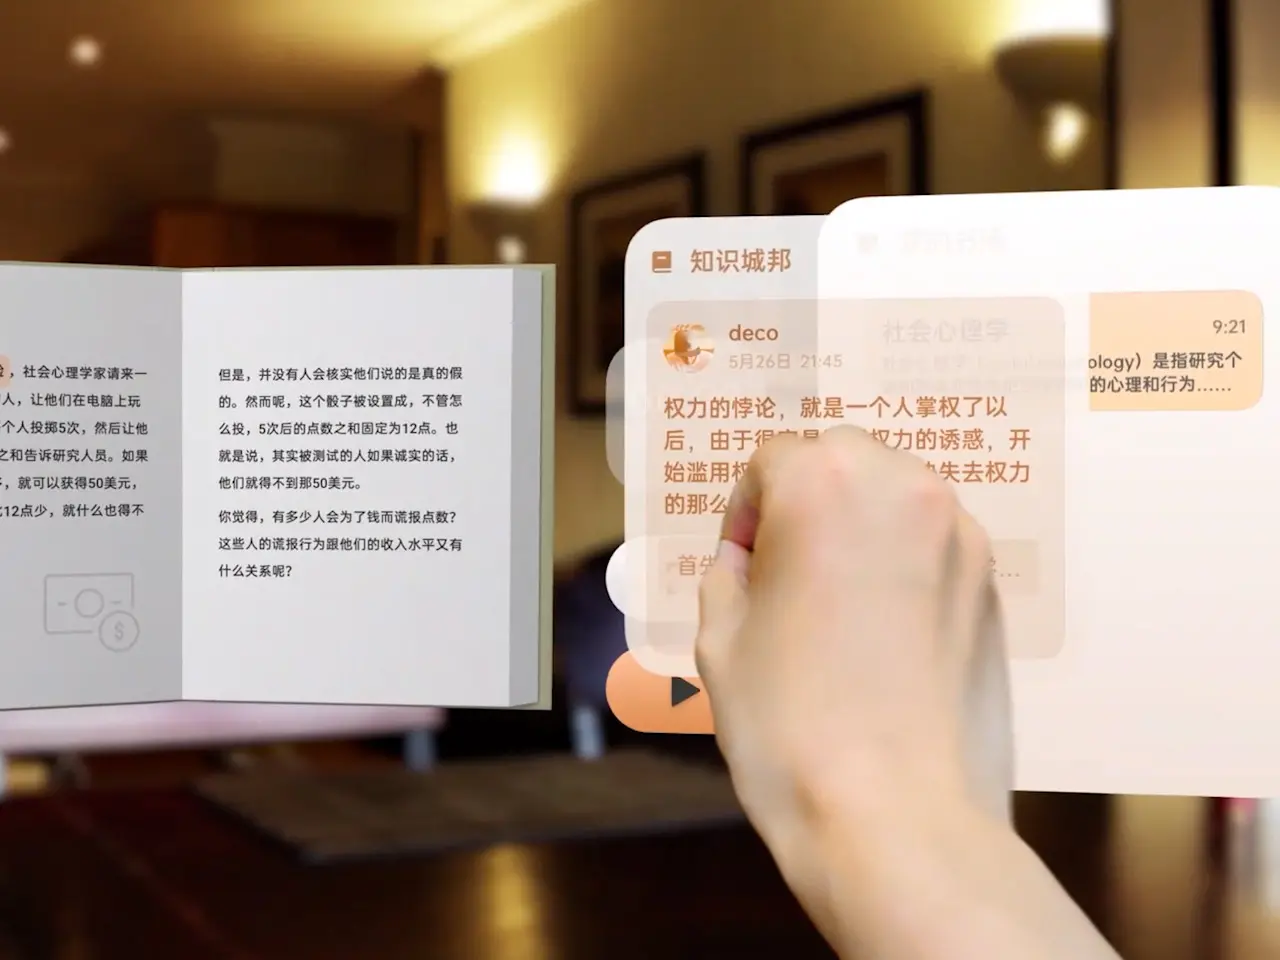 ，社会心理学家请来一
人，让他们在电脑上玩
个人投掷5次，然后让他
之和告诉研究人员。如果
，就可以获得50美元，
12点少，就什么也得不
$
但是，并没有人会核实他们说的是真的假
的。然而呢，这个骰子被设置成，不管怎
么投，5次后的点数之和固定为12点。也
就是说，其实被测试的人如果诚实的话，
他们就得不到那50美元。
你觉得，有多少人会为了钱而谎报点数？
这些人的谎报行为跟他们的收入水平又有
什么关系呢？
知识城邦
deco
5月26日 21:45
权力的悖论，就是一个人掌权了以
后，由于很 权力的诱惑，开
始滥用权 失去权力
的那么
首先
社会心理学
9:21
ology）是指研究个
的心理和行为……